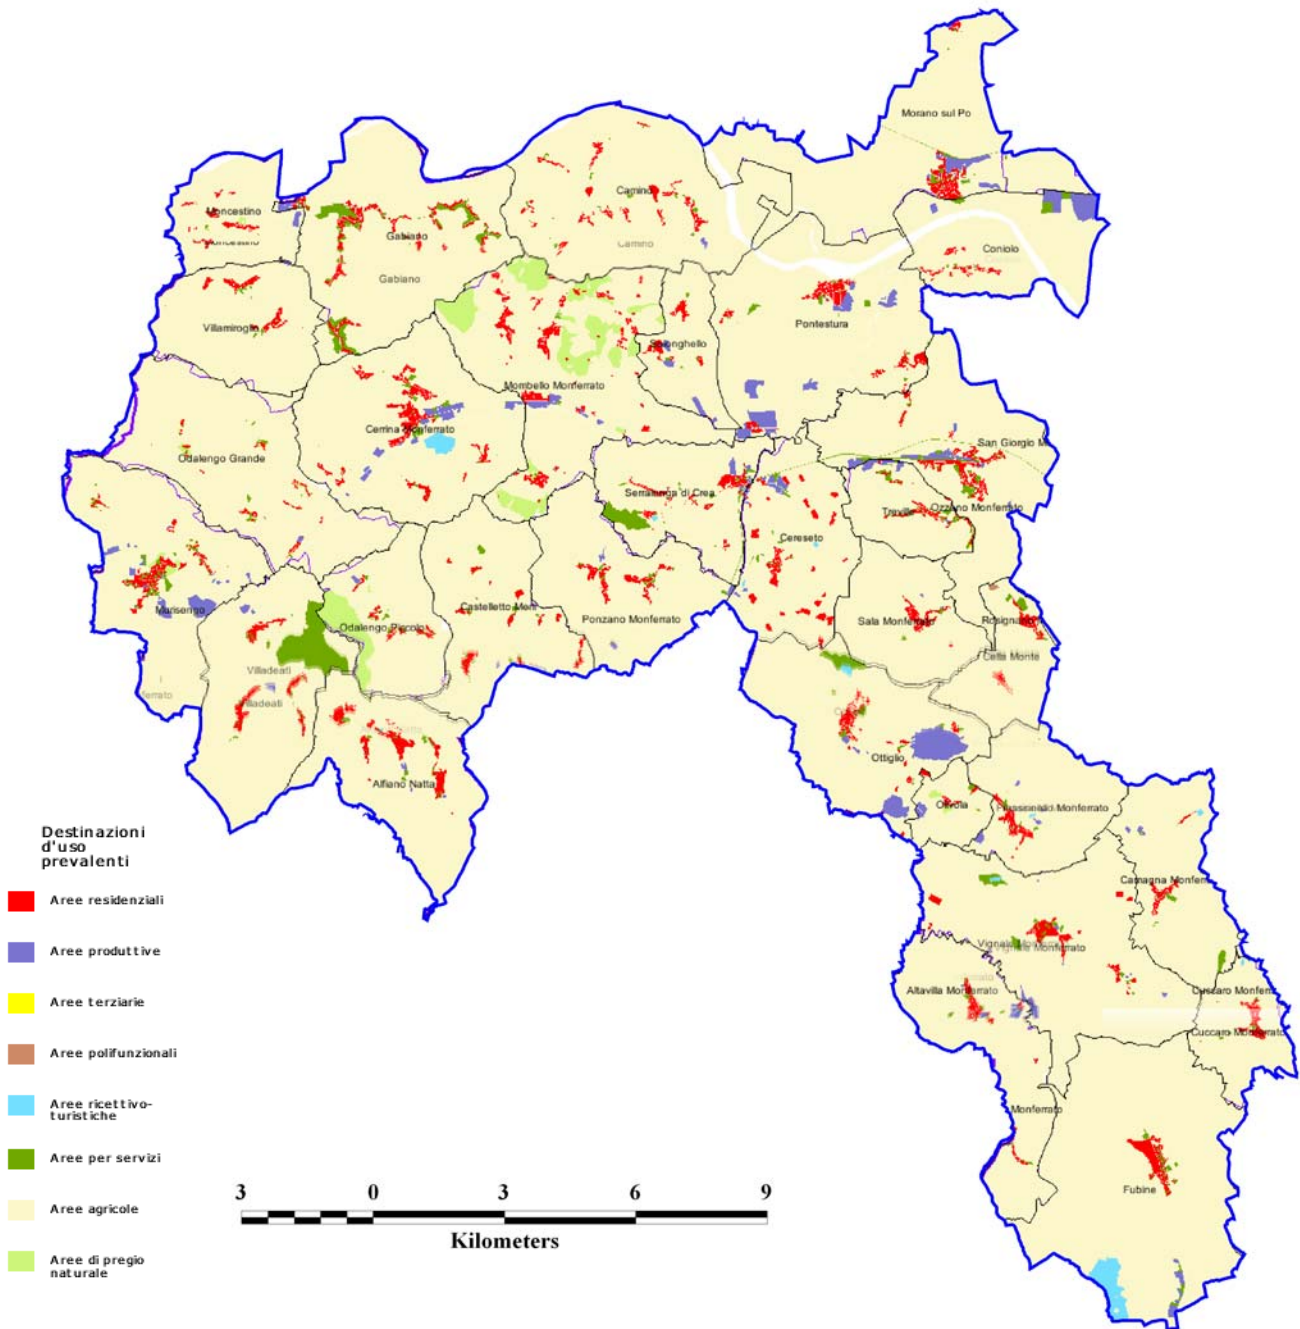 Morano sul Po
Camino
Moncestino
Gabiano
Camino
Coniolo
Gabiano
Villamiroglio
Pontestura
Solonghello
Mombello Monferrato
Cerrina Monferrato
San Giorgio M
Odalengo Grande
Serralunga di Crea
Treville
Ozzano Monferrato
Cereseto
Murisengo
Castelletto Merli
Odalengo Piccolo
Ponzano Monferrato
Sala Monferrato
Rosignano
Cella Monte
Villadeati
ferrato
Villadeati
Ottiglio
Alfiano Natta
Olivola
Frassinello Monferrato
Camagna Monferr
Vignale Monferrato
Altavilla Monferrato
Cuccaro Monferra
Cuccaro Monferrato
Monferrato
Fubine
Destinazioni
d'uso
prevalenti
Aree residenziali
Aree produttive
Aree terziarie
Aree polifunzionali
Aree ricettivo-
turistiche
Aree per servizi
Aree agricole
Aree di pregio
naturale
3 0 3 6 9
Kilometers